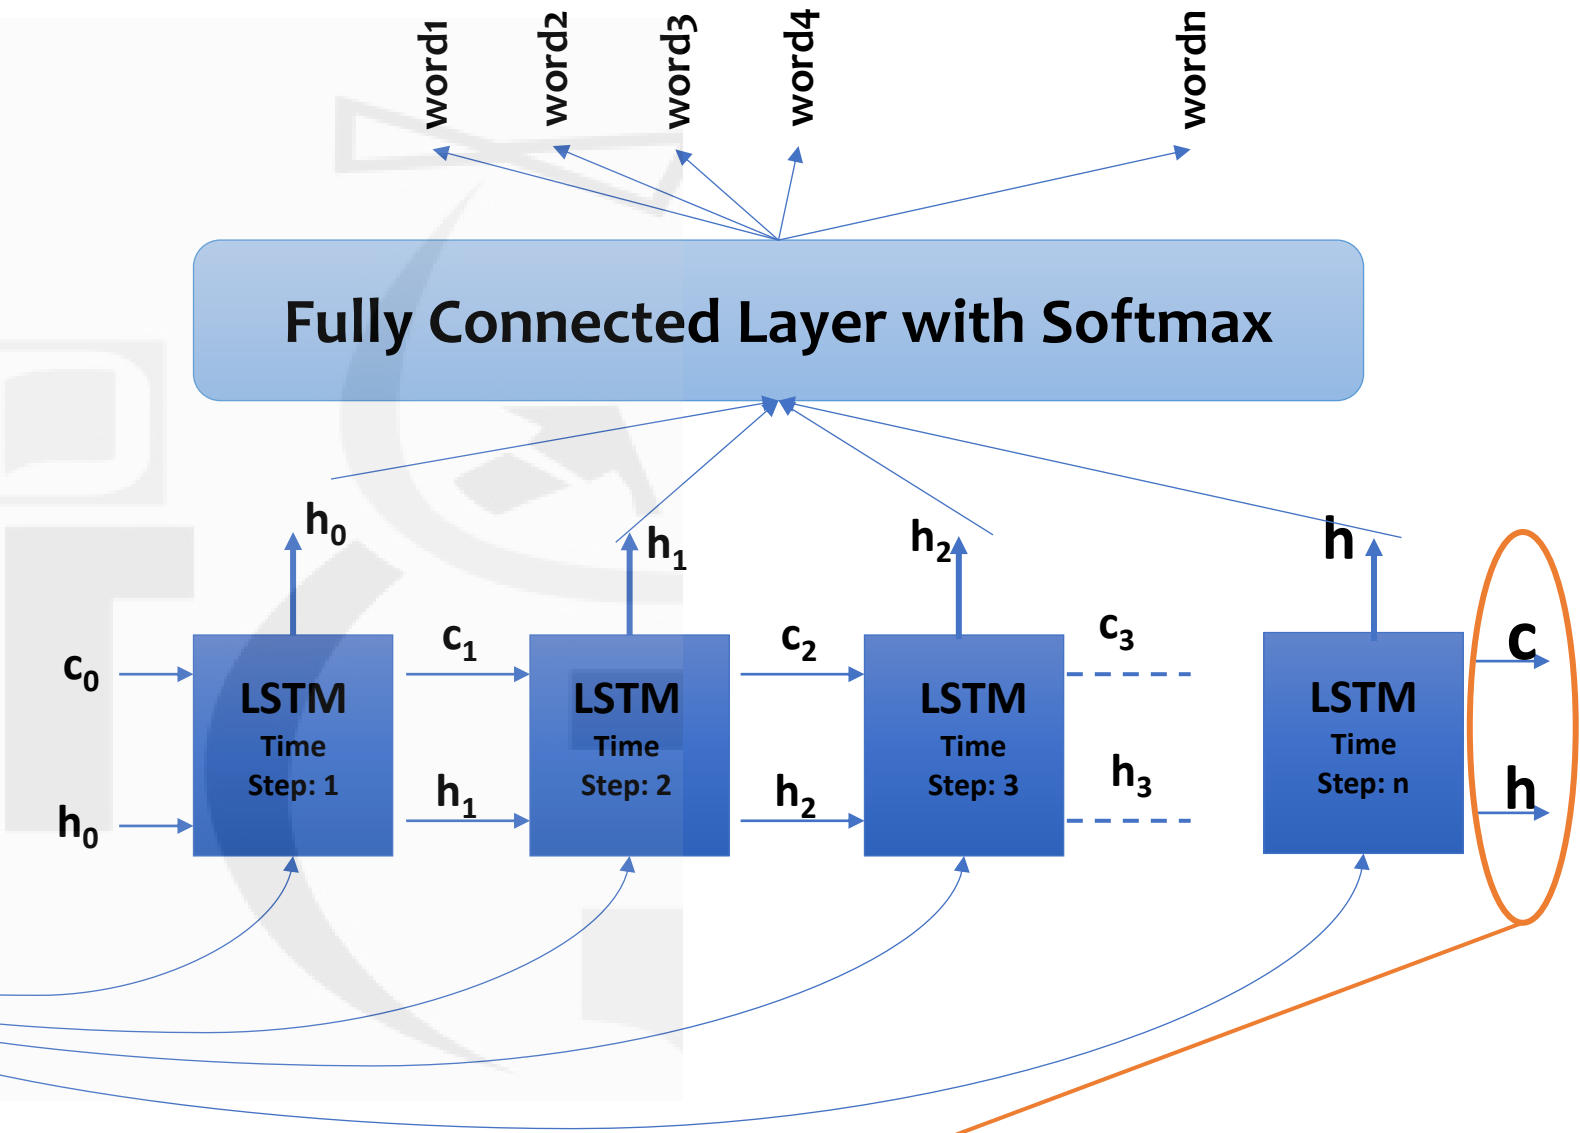 word1
word2
word3
word4
wordn
Fully Connected Layer with Softmax
h0
h1
h2
h
c0
c1
c2
c3
c
LSTM
Time
Step: 1
LSTM
Time
Step: 2
LSTM
Time
Step: 3
LSTM
Time
Step: n
h0
h1
h2
h3
h